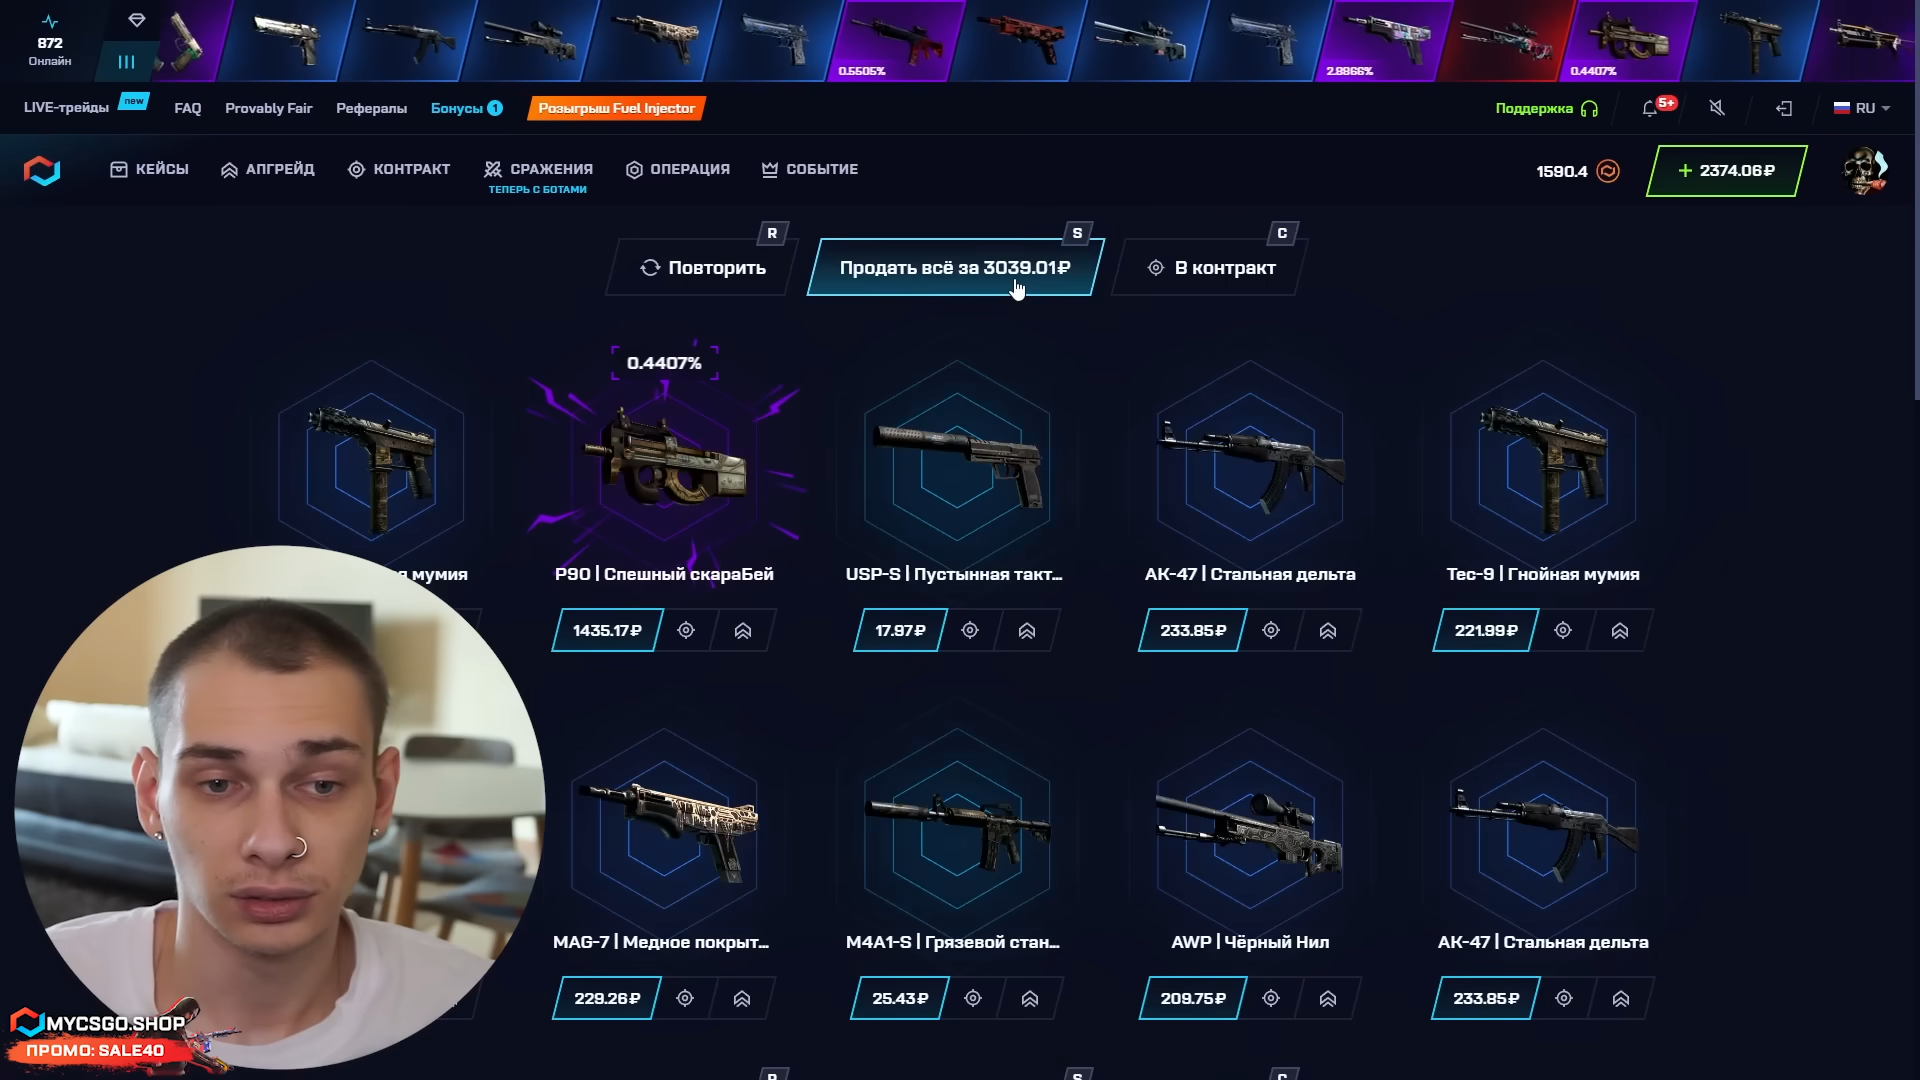 872
Онлайн
0.5505%
2.8866%
0.4407%
LIVE-трейды
new
FAQ
Provably Fair
Рефералы
Бонусы 1
Розыгрыш Fuel Injector
Поддержка
5+
RU
КЕЙСЫ
АПГРЕЙД
КОНТРАКТ
СРАЖЕНИЯ
ТЕПЕРЬ С БОТАМИ
ОПЕРАЦИЯ
СОБЫТИЕ
1590.4
+ 2374.06₽
R
S
C
Повторить
Продать всё за 3039.01₽
В контракт
0.4407%
мумия
P90 | Спешный скараБей
USP-S | Пустынная такт...
АК-47 | Стальная дельта
Tec-9 | Гнойная мумия
1435.17₽
17.97₽
233.85₽
221.99₽
MAG-7 | Медное покрыт...
M4A1-S | Грязевой стан...
AWP | Чёрный Нил
АК-47 | Стальная дельта
229.26₽
25.43₽
209.75₽
233.85₽
MYCSGO.SHOP
ПРОМО: SALE40
R
S
C